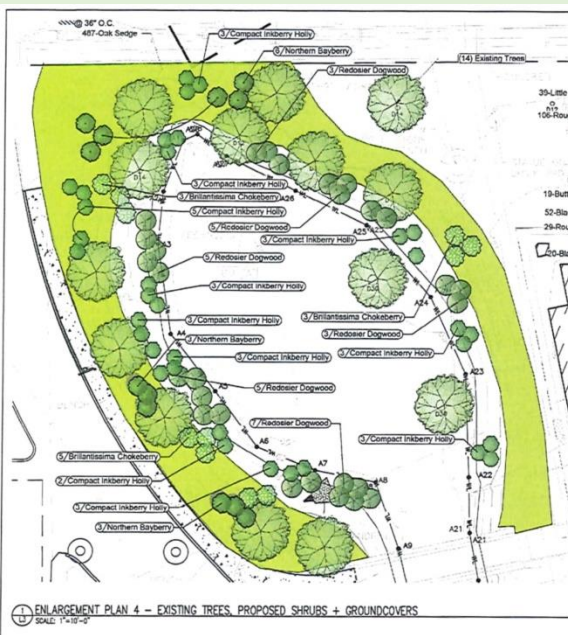 @ 36" O.C.
487-Oak Sedge
3/Compact Inkberry Holly
8/Northern Bayberry
3/Redosier Dogwood
(14) Existing Trees
39-Little
106-Rou
A26
3/Compact Inkberry Holly
3/Brillantissima Chokeberry
5/Compact Inkberry Holly
5/Redosier Dogwood
3/Compact Inkberry Holly
A25
19-Butt
52-Bla
29-Rou
20-Bla
5/Redosier Dogwood
3/Compact Inkberry Holly
A24
3/Brillantissima Chokeberry
3/Redosier Dogwood
3/Compact Inkberry Holly
3/Compact Inkberry Holly
A4
3/Northern Bayberry
3/Compact Inkberry Holly
A23
5/Redosier Dogwood
7/Redosier Dogwood
A6
3/Compact Inkberry Holly
5/Brillantissima Chokeberry
A7
2/Compact Inkberry Holly
A8
A22
3/Compact Inkberry Holly
3/Northern Bayberry
A21
A21
A9
1
L1
ENLARGEMENT PLAN 4 - EXISTING TREES, PROPOSED SHRUBS + GROUNDCOVERS
SCALE: 1"=10'-0"